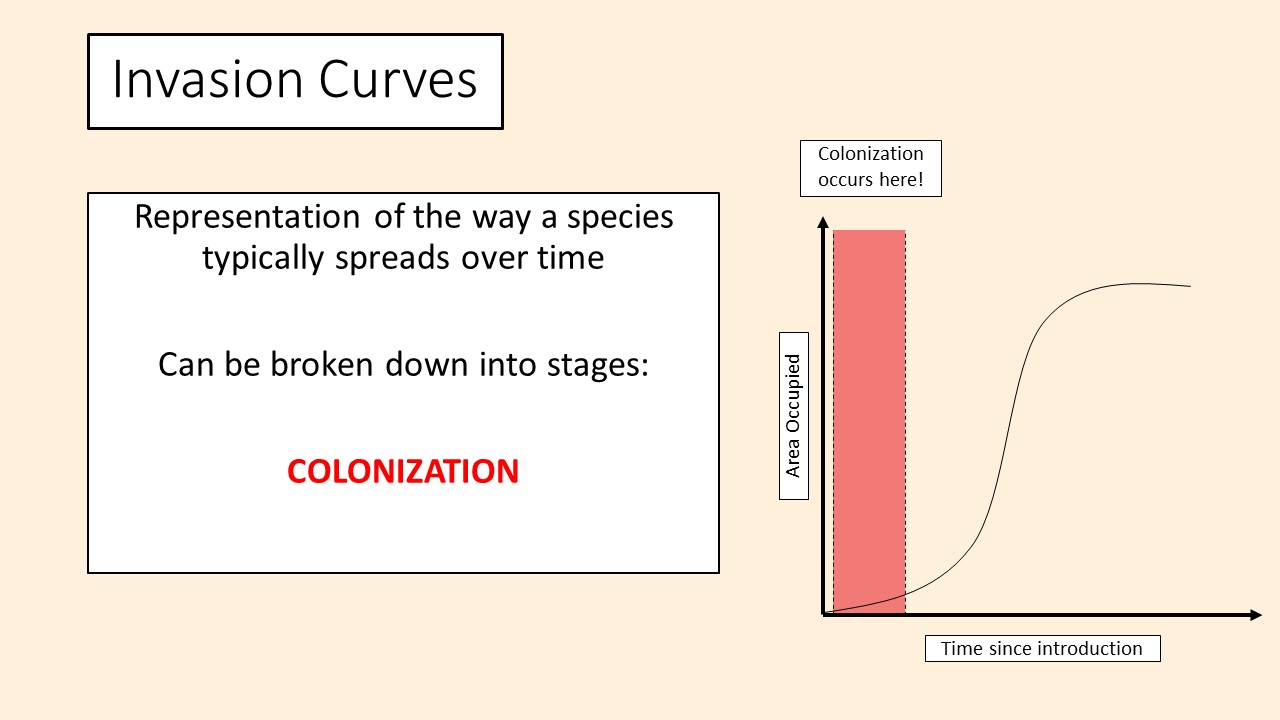 Invasion Curves
Representation of the way a species
typically spreads over time
Can be broken down into stages:
COLONIZATION
Colonization
occurs here!
Area Occupied
Time since introduction